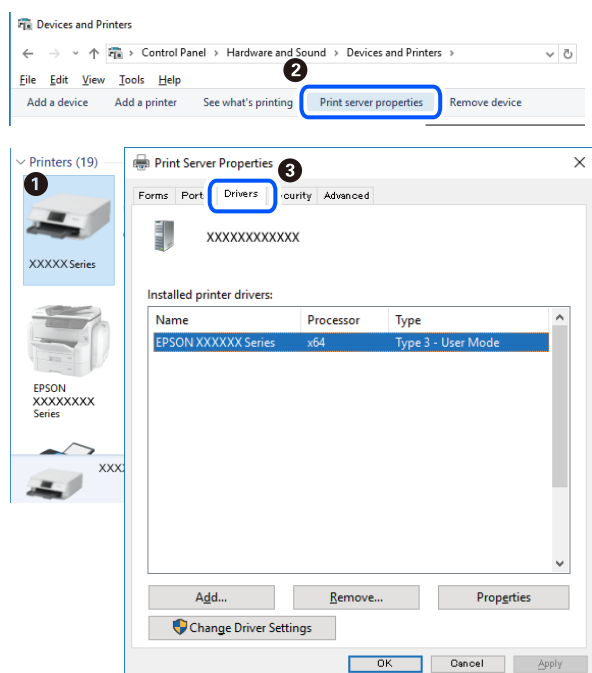 Devices and Printers
Control Panel > Hardware and Sound > Devices and Printers >
2
File Edit View Tools Help
Add a device Add a printer See what's printing Print server properties Remove device
Printers (19)
1
XXXXX Series
EPSON
XXXXXXXX
Series
XXX
Print Server Properties
3
Forms Port Drivers curity Advanced
XXXXXXXXXXXX
Installed printer drivers:
Name Processor Type
EPSON XXXXXX Series x64 Type 3 - User Mode
Add... Remove... Properties
Change Driver Settings
OK Cancel Apply